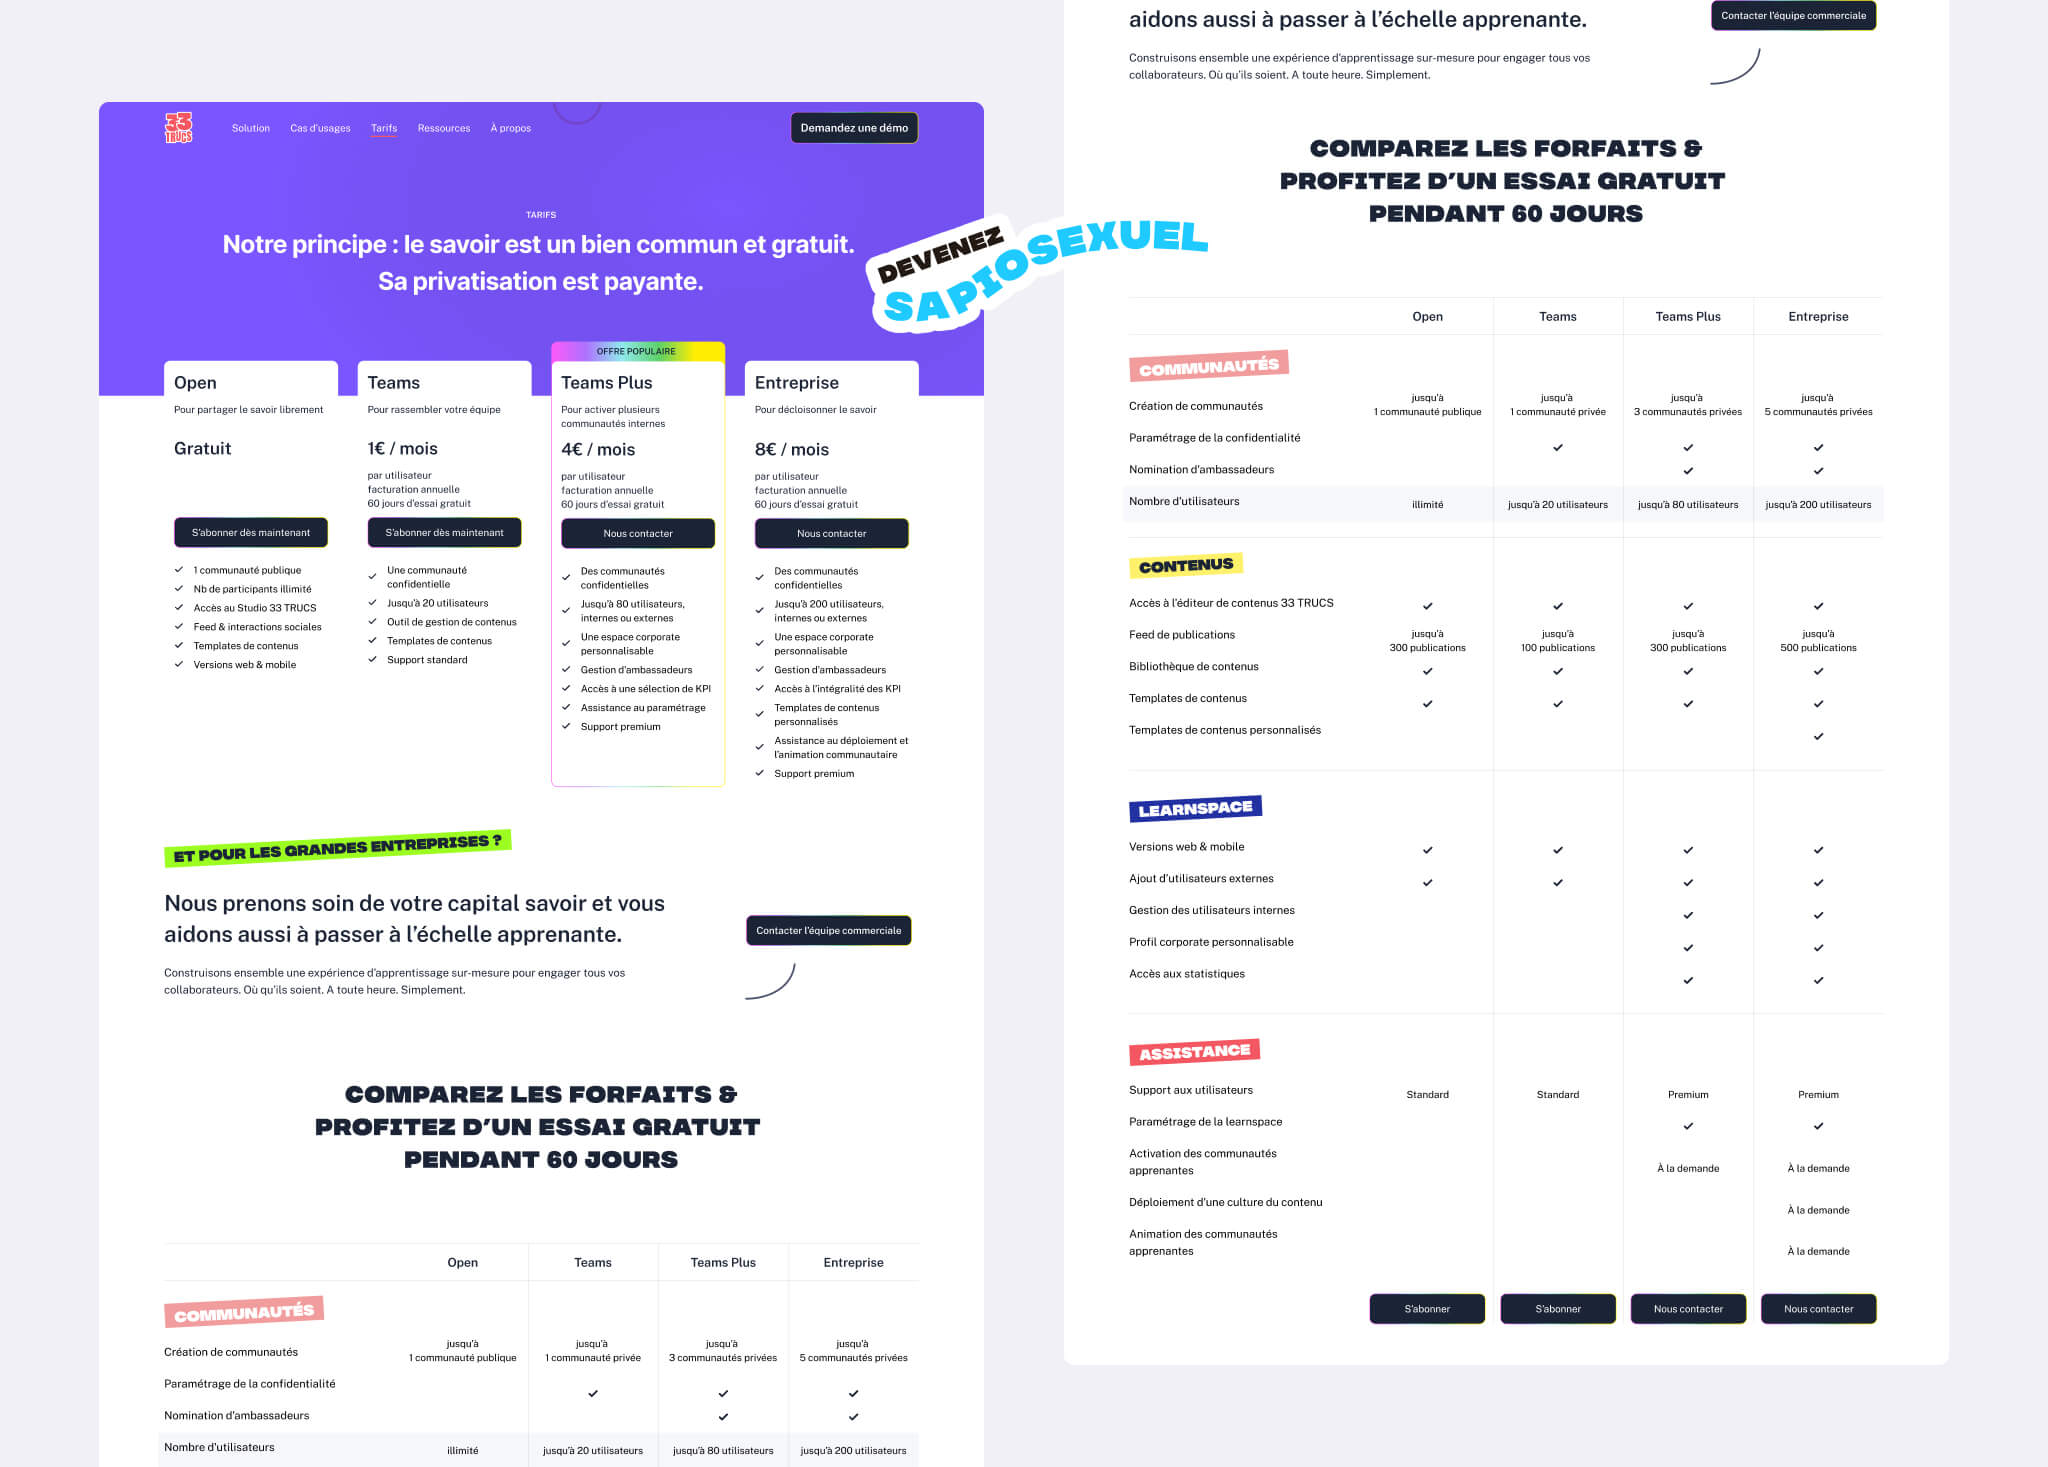 33
TRUCS
Solution
Cas d'usages
Tarifs
Ressources
À propos
Demandez une démo
TARIFS
Notre principe : le savoir est un bien commun et gratuit.
Sa privatisation est payante.
DEVENEZ
SAPIOSEXUEL
Open
Pour partager le savoir librement
Gratuit
S'abonner dès maintenant
1 communauté publique
Nb de participants illimité
Accès au Studio 33 TRUCS
Feed & interactions sociales
Templates de contenus
Versions web & mobile
Teams
Pour rassembler votre équipe
1€ / mois
par utilisateur
facturation annuelle
60 jours d'essai gratuit
S'abonner dès maintenant
Une communauté
confidentielle
Jusqu'à 20 utilisateurs
Outil de gestion de contenus
Templates de contenus
Support standard
OFFRE POPULAIRE
Teams Plus
Pour activer plusieurs
communautés internes
4€ / mois
par utilisateur
facturation annuelle
60 jours d'essai gratuit
Nous contacter
Des communautés
confidentielles
Jusqu'à 80 utilisateurs,
internes ou externes
Une espace corporate
personnalisable
Gestion d'ambassadeurs
Accès à une sélection de KPI
Assistance au paramétrage
Support premium
Entreprise
Pour décloisonner le savoir
8€ / mois
par utilisateur
facturation annuelle
60 jours d'essai gratuit
Nous contacter
Des communautés
confidentielles
Jusqu'à 200 utilisateurs,
internes ou externes
Une espace corporate
personnalisable
Gestion d'ambassadeurs
Accès à l'intégralité des KPI
Templates de contenus
personnalisés
Assistance au déploiement et
l'animation communautaire
Support premium
ET POUR LES GRANDES ENTREPRISES ?
Nous prenons soin de votre capital savoir et vous
aidons aussi à passer à l'échelle apprenante.
Construisons ensemble une expérience d'apprentissage sur-mesure pour engager tous vos
collaborateurs. Où qu'ils soient. A toute heure. Simplement.
Contacter l'équipe commerciale
COMPAREZ LES FORFAITS &
PROFITEZ D'UN ESSAI GRATUIT
PENDANT 60 JOURS
Open Teams Teams Plus Entreprise
COMMUNAUTÉS
jusqu'à jusqu'à jusqu'à jusqu'à
Création de communautés 1 communauté publique 1 communauté privée 3 communautés privées 5 communautés privées
Paramétrage de la confidentialité
Nomination d'ambassadeurs
Nombre d'utilisateurs illimité jusqu'à 20 utilisateurs jusqu'à 80 utilisateurs jusqu'à 200 utilisateurs
aidons aussi à passer à l'échelle apprenante.
Construisons ensemble une expérience d'apprentissage sur-mesure pour engager tous vos
collaborateurs. Où qu'ils soient. A toute heure. Simplement.
Contacter l'équipe commerciale
COMPAREZ LES FORFAITS &
PROFITEZ D'UN ESSAI GRATUIT
PENDANT 60 JOURS
Open Teams Teams Plus Entreprise
COMMUNAUTÉS
jusqu'à jusqu'à jusqu'à jusqu'à
Création de communautés 1 communauté publique 1 communauté privée 3 communautés privées 5 communautés privées
Paramétrage de la confidentialité
Nomination d'ambassadeurs
Nombre d'utilisateurs illimité jusqu'à 20 utilisateurs jusqu'à 80 utilisateurs jusqu'à 200 utilisateurs
CONTENUS
Accès à l'éditeur de contenus 33 TRUCS
Feed de publications jusqu'à jusqu'à jusqu'à jusqu'à
300 publications 100 publications 300 publications 500 publications
Bibliothèque de contenus
Templates de contenus
Templates de contenus personnalisés
LEARNSPACE
Versions web & mobile
Ajout d'utilisateurs externes
Gestion des utilisateurs internes
Profil corporate personnalisable
Accès aux statistiques
ASSISTANCE
Support aux utilisateurs Standard Standard Premium Premium
Paramétrage de la learnspace
Activation des communautés
apprenantes À la demande À la demande
Déploiement d'une culture du contenu À la demande
Animation des communautés
apprenantes À la demande
S'abonner S'abonner Nous contacter Nous contacter